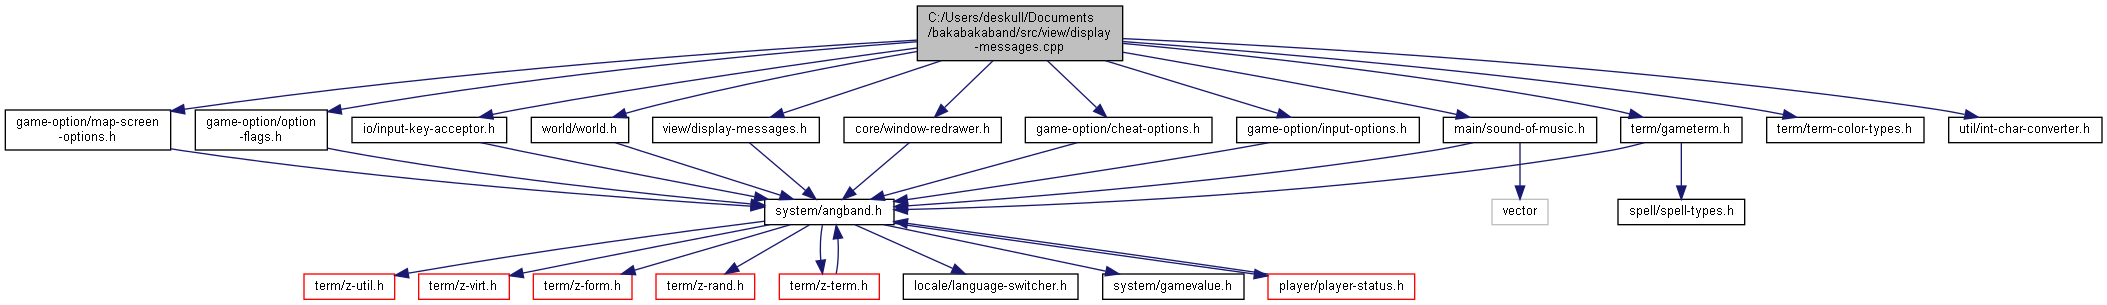 C:/Users/deskull/Documents
/bakabakaband/src/view/display
-messages.cpp
game-option/map-screen
-options.h
game-option/option
-flags.h
io/input-key-acceptor.h
world/world.h
view/display-messages.h
core/window-redrawer.h
game-option/cheat-options.h
game-option/input-options.h
main/sound-of-music.h
term/gameterm.h
term/term-color-types.h
util/int-char-converter.h
system/angband.h
vector
spell/spell-types.h
term/z-util.h
term/z-virt.h
term/z-form.h
term/z-rand.h
term/z-term.h
locale/language-switcher.h
system/gamevalue.h
player/player-status.h